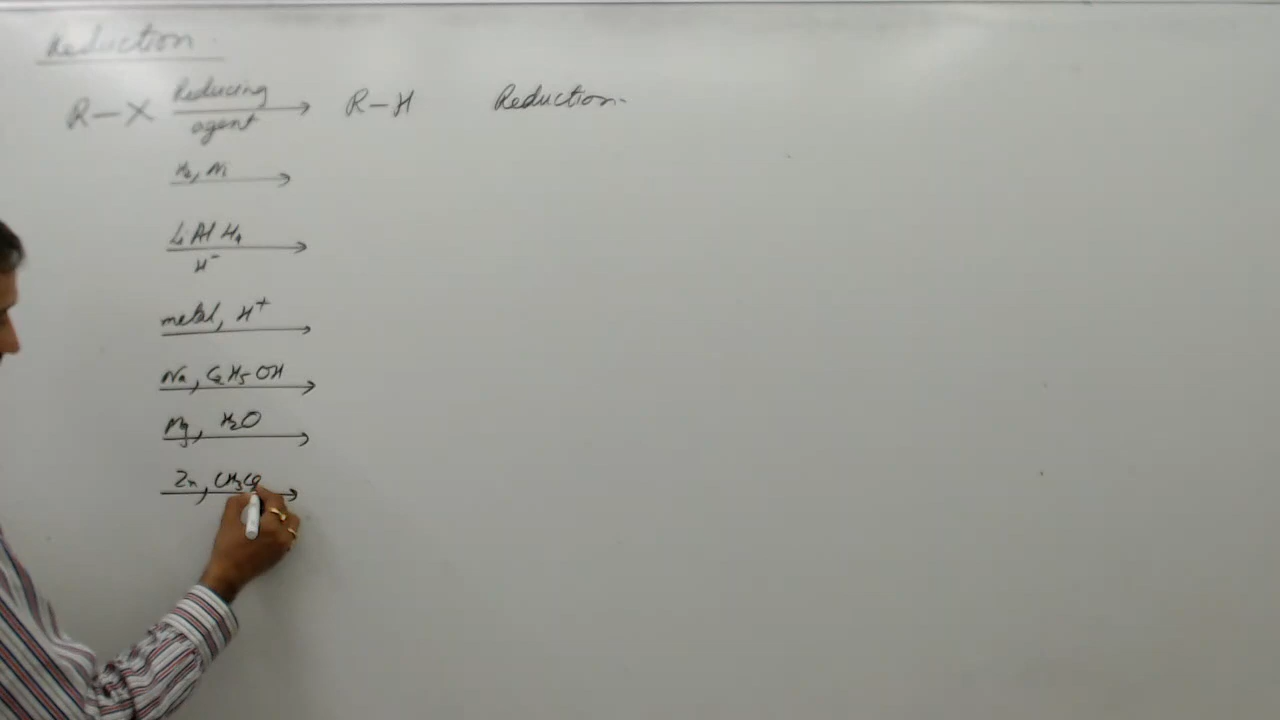 Reduction
R—X Reducing agent → R—H Reduction.
H₂, Ni →
LiAlH₄ →
H⁻
metal, H⁺ →
Na, C₂H₅OH →
Mg, H₂O →
Zn, CH₃CO →